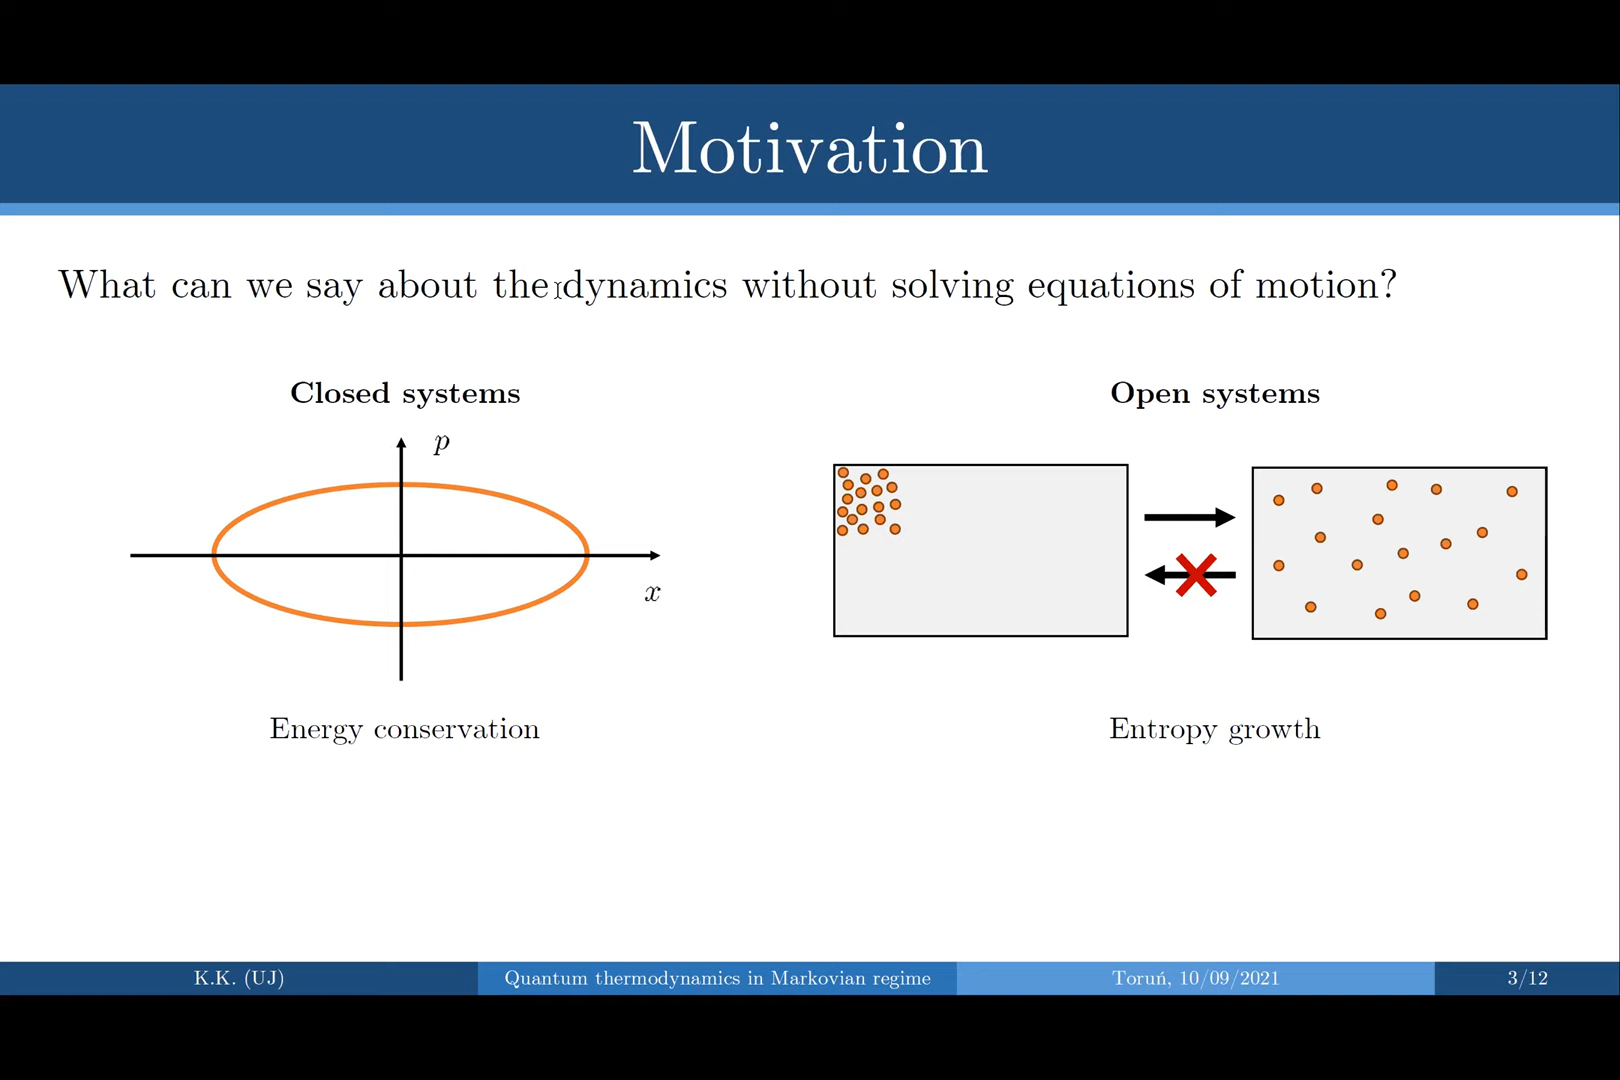 Motivation
What can we say about the dynamics without solving equations of motion?
Closed systems
Open systems
p
x
Energy conservation
Entropy growth
K.K. (UJ)
Quantum thermodynamics in Markovian regime
Toruń, 10/09/2021
3/12